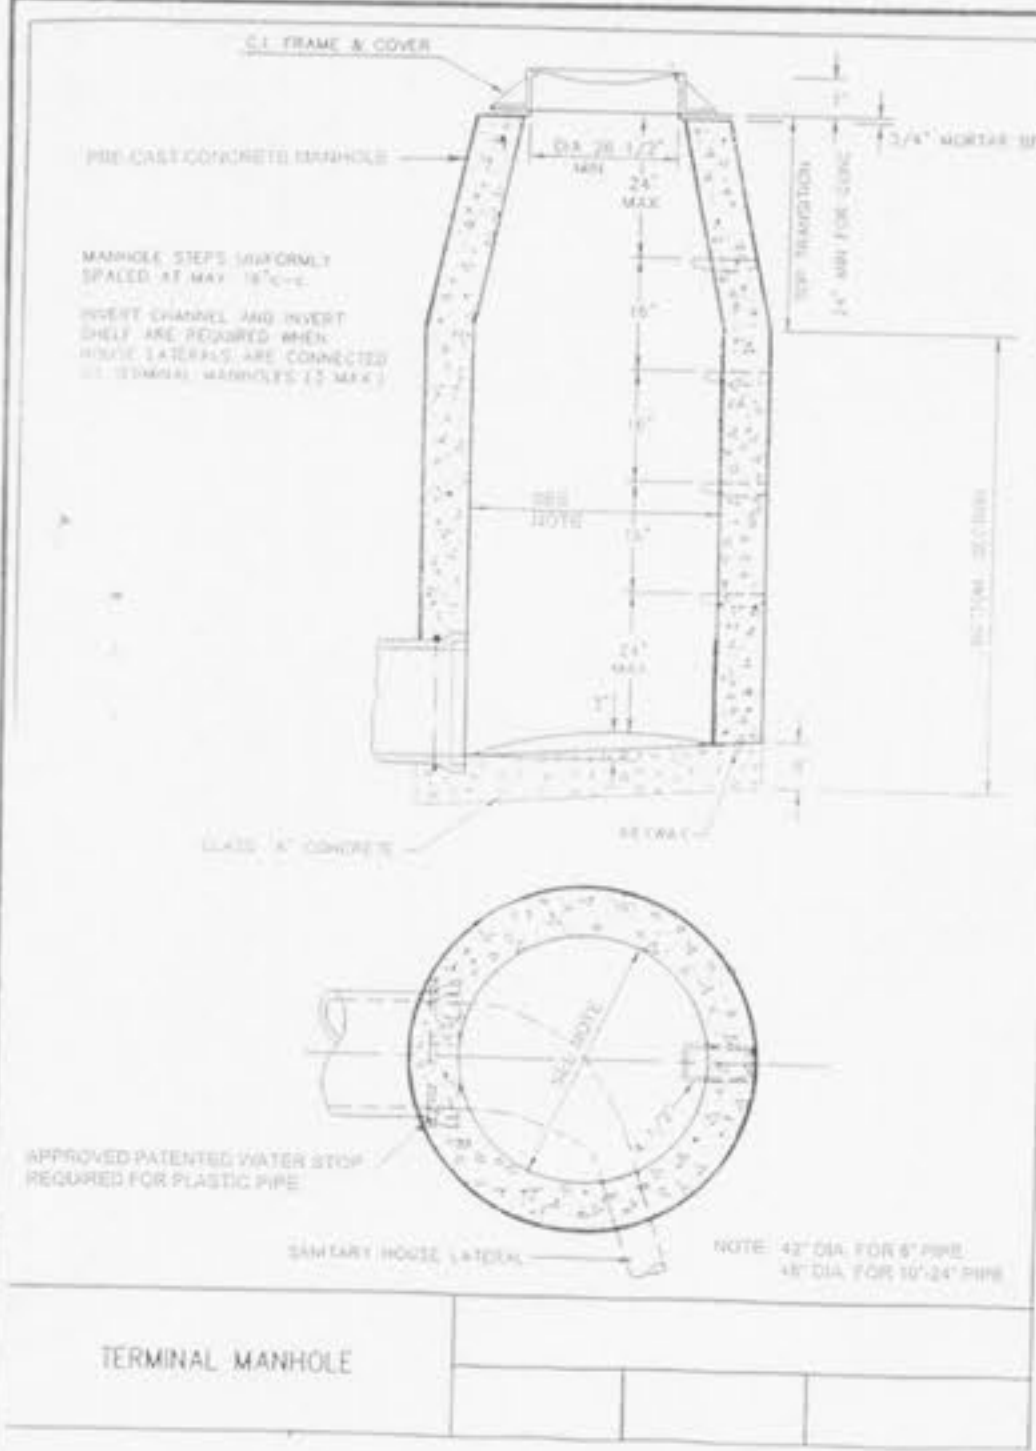 C.I. FRAME & COVER
PRE-CAST CONCRETE MANHOLE
3/4" MORTAR
DIA 26 1/2"
MIN
24"
MAX
TOP TRANSITION
24" MIN FOR CONC
MANHOLE STEPS UNIFORMLY
SPACED AT MAX 16"c-c
INVERT CHANNEL AND INVERT
SHELF ARE REQUIRED WHEN
HOUSE LATERALS ARE CONNECTED
TERMINAL MANHOLES (3 MAX)
16"
16"
SEE
NOTE
16"
SECTION
24"
MAX
CLASS "A" CONCRETE
KEYWAY
SEE NOTE
4 1/2"
APPROVED PATENTED WATER STOP
REQUIRED FOR PLASTIC PIPE
SANITARY HOUSE LATERAL
NOTE: 42" DIA. FOR 8" PIPE
48" DIA. FOR 10"-24" PIPE
TERMINAL MANHOLE